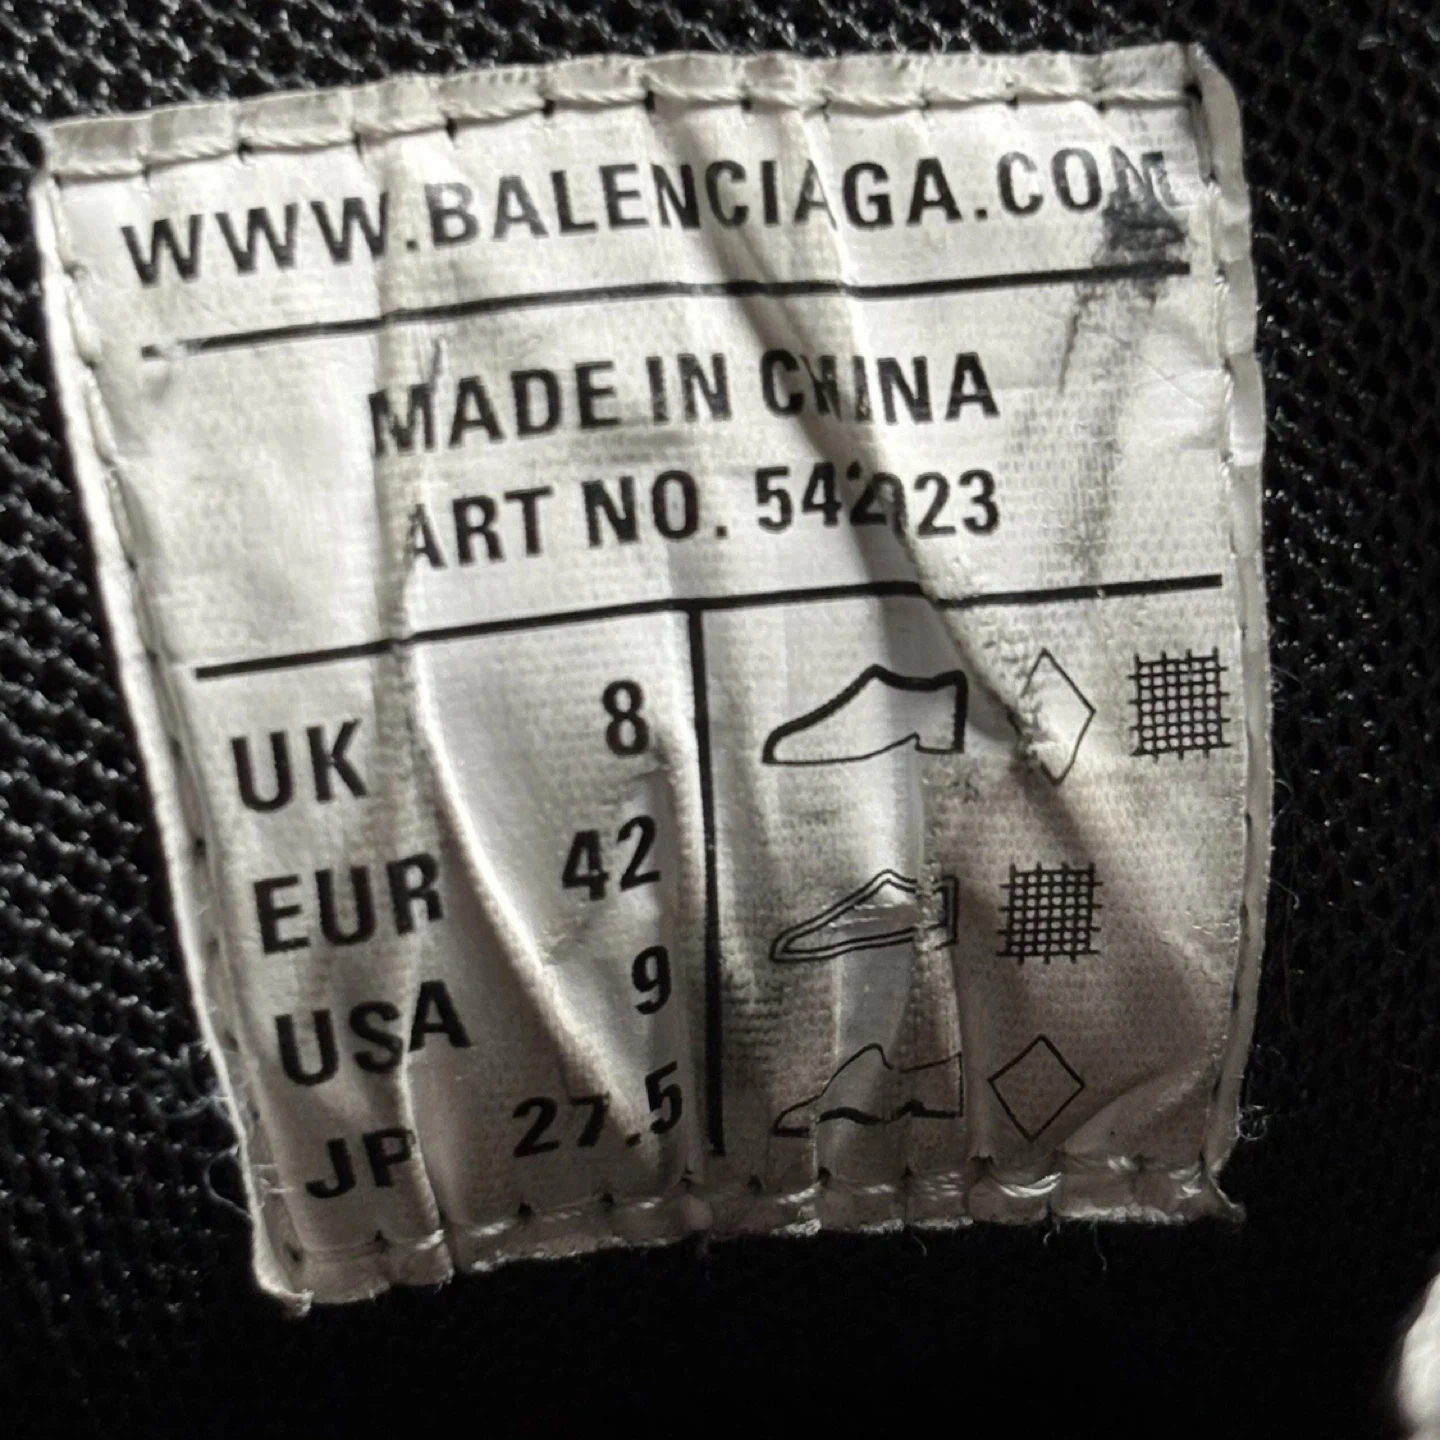 WWW.BALENCIAGA.COM
MADE IN CHINA
ART NO. 542023
UK 8
EUR 42
USA 9
JP 27.5